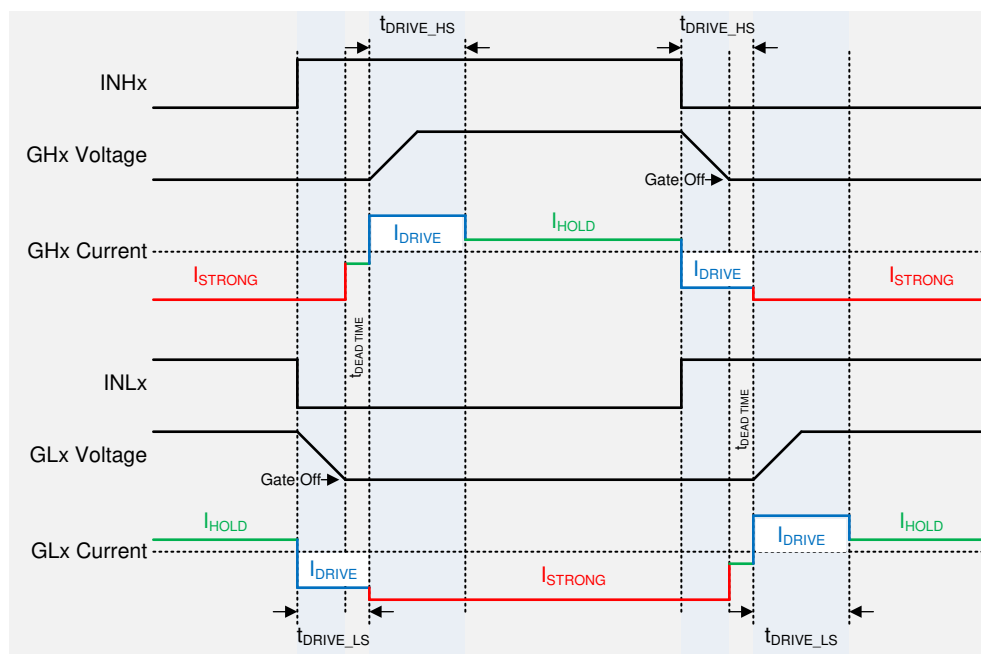 tDRIVE_HS tDRIVE_HS
INHx
GHx Voltage
Gate Off
IHOLD
IDRIVE
GHx Current
IDRIVE
ISTRONG ISTRONG
tDEAD TIME
INLx
tDEAD TIME
GLx Voltage
Gate Off
IHOLD IHOLD
IDRIVE
GLx Current
IDRIVE ISTRONG
tDRIVE_LS tDRIVE_LS